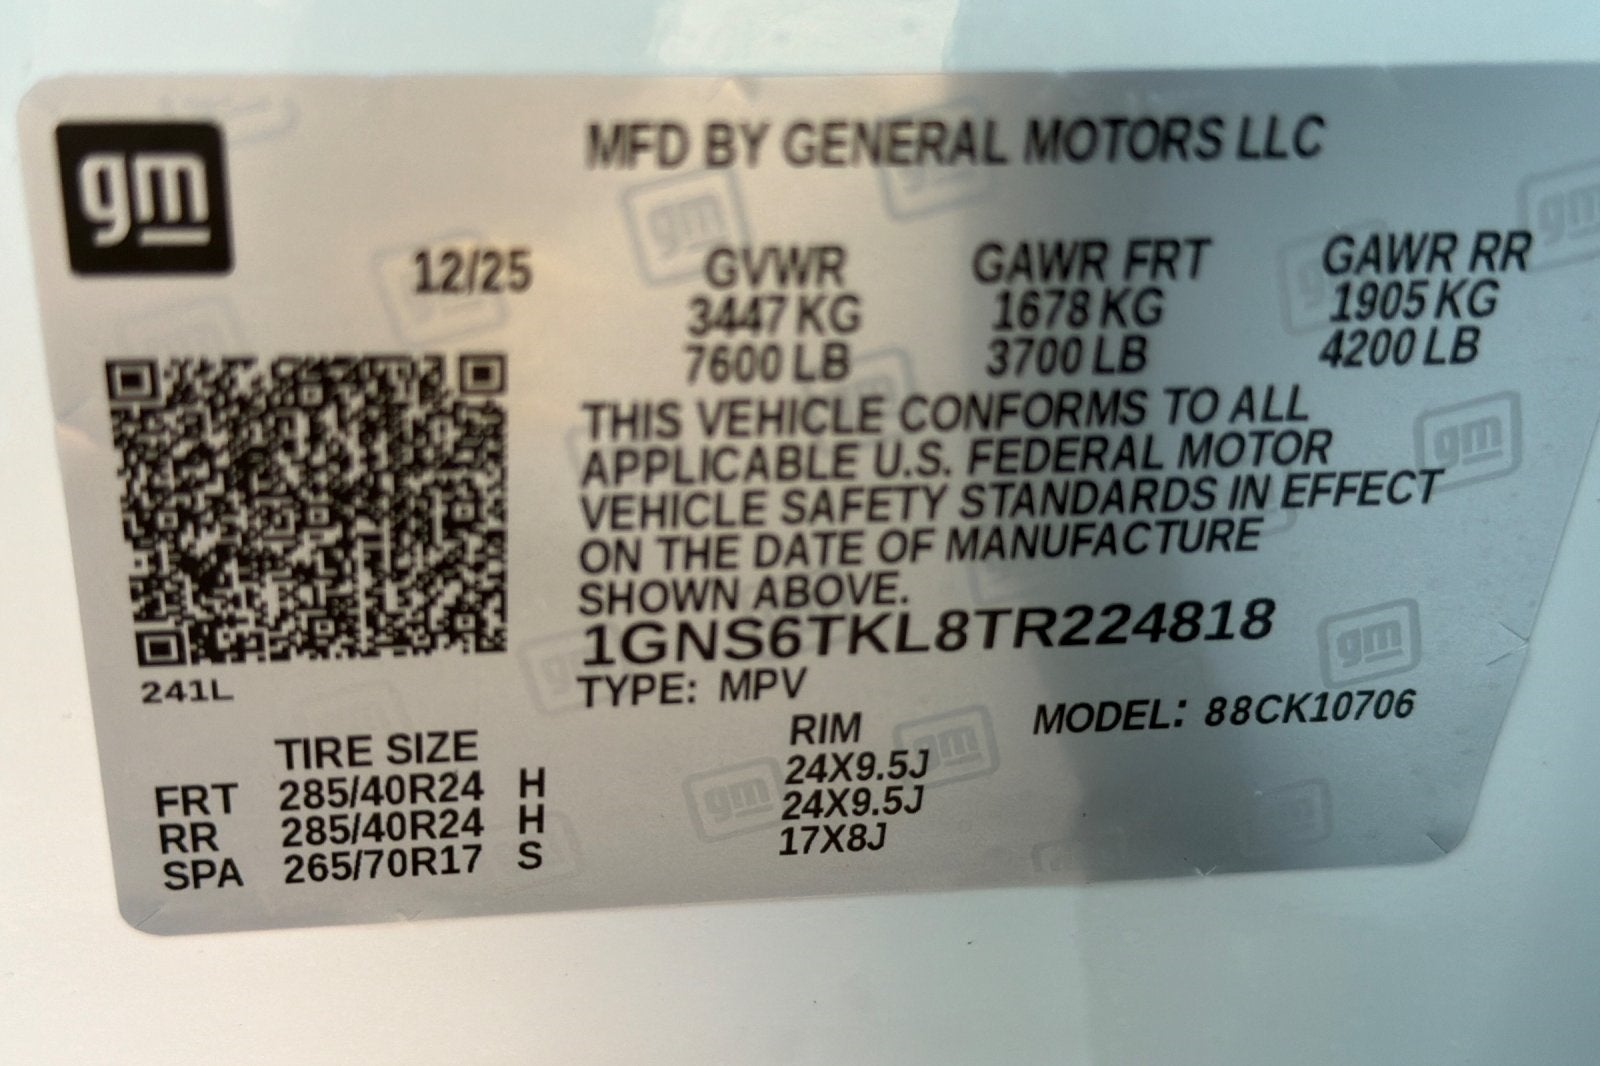 gm
MFD BY GENERAL MOTORS LLC
12/25
GVWR GAWR FRT GAWR RR
3447 KG 1678 KG 1905 KG
7600 LB 3700 LB 4200 LB
THIS VEHICLE CONFORMS TO ALL
APPLICABLE U.S. FEDERAL MOTOR
VEHICLE SAFETY STANDARDS IN EFFECT
ON THE DATE OF MANUFACTURE
SHOWN ABOVE.
1GNS6TKL8TR224818
241L
TYPE: MPV MODEL: 88CK10706
TIRE SIZE RIM
FRT 285/40R24 H 24X9.5J
RR 285/40R24 H 24X9.5J
SPA 265/70R17 S 17X8J